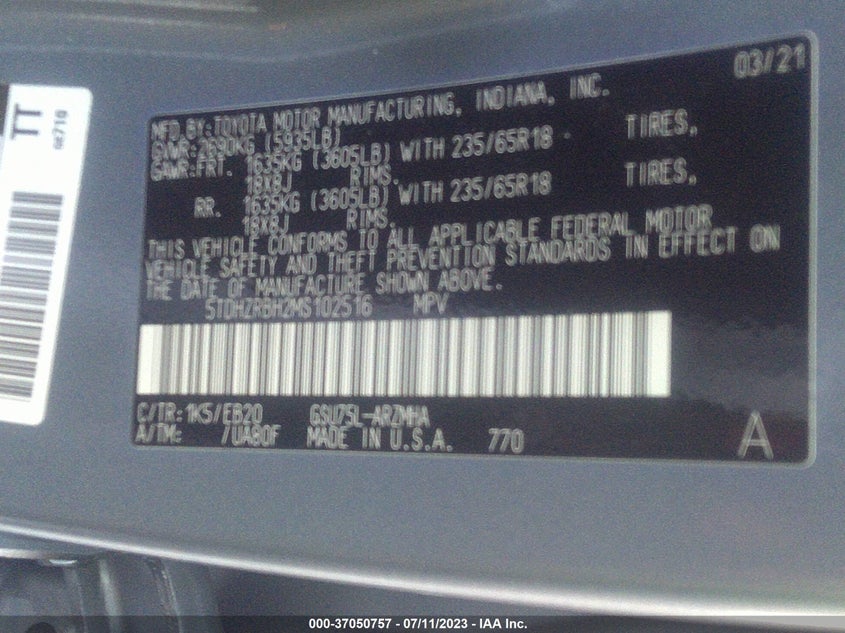 03/21
MFD.BY:TOYOTA MOTOR MANUFACTURING, INDIANA, INC.
GVWR:2690KG (5935LB)
GAWR:FRT. 1635KG (3605LB) WITH 235/65R18 TIRES,
18X8J RIMS.
RR. 1635KG (3605LB) WITH 235/65R18 TIRES,
18X8J RIMS.
THIS VEHICLE CONFORMS TO ALL APPLICABLE FEDERAL MOTOR
VEHICLE SAFETY AND THEFT PREVENTION STANDARDS IN EFFECT ON
THE DATE OF MANUFACTURE SHOWN ABOVE.
5TDHZRBH2MS102516 MPV
C/TR:1K5/EB20 GSU75L-ARZMHA
A/TM: /UA80F MADE IN U.S.A. 770
A
TT
000-37050757 - 07/11/2023 - IAA Inc.